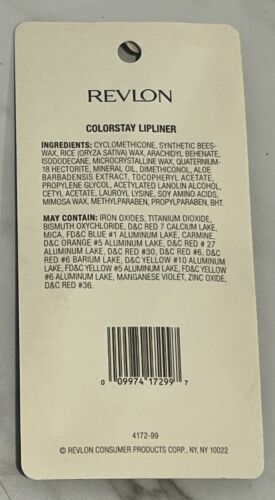 REVLON
COLORSTAY LIPLINER
INGREDIENTS: CYCLOMETHICONE, SYNTHETIC BEES-
WAX, RICE (ORYZA SATIVA) WAX, ARACHIDYL BEHENATE,
ISODODECANE, MICROCRYSTALLINE WAX, QUATERNIUM-
18 HECTORITE, MINERAL OIL, DIMETHICONOL, ALOE
BARBADENSIS EXTRACT, TOCOPHERYL ACETATE,
PROPYLENE GLYCOL, ACETYLATED LANOLIN ALCOHOL,
CETYL ACETATE, LAUROYL LYSINE, SOY AMINO ACIDS,
MIMOSA WAX, METHYLPARABEN, PROPYLPARABEN, BHT.
MAY CONTAIN: IRON OXIDES, TITANIUM DIOXIDE,
BISMUTH OXYCHLORIDE, D&C RED 7 CALCIUM LAKE,
MICA, FD&C BLUE #1 ALUMINUM LAKE, CARMINE,
D&C ORANGE #5 ALUMINUM LAKE, D&C RED # 27
ALUMINUM LAKE, D&C RED #30, D&C RED #6, D&C
RED #6 BARIUM LAKE, D&C YELLOW #10 ALUMINUM
LAKE, FD&C YELLOW #5 ALUMINUM LAKE, FD&C YELLOW
#6 ALUMINUM LAKE, MANGANESE VIOLET, ZINC OXIDE,
D&C RED #36.
0 09974 17299 7
4172-99
© REVLON CONSUMER PRODUCTS CORP., NY, NY 10022